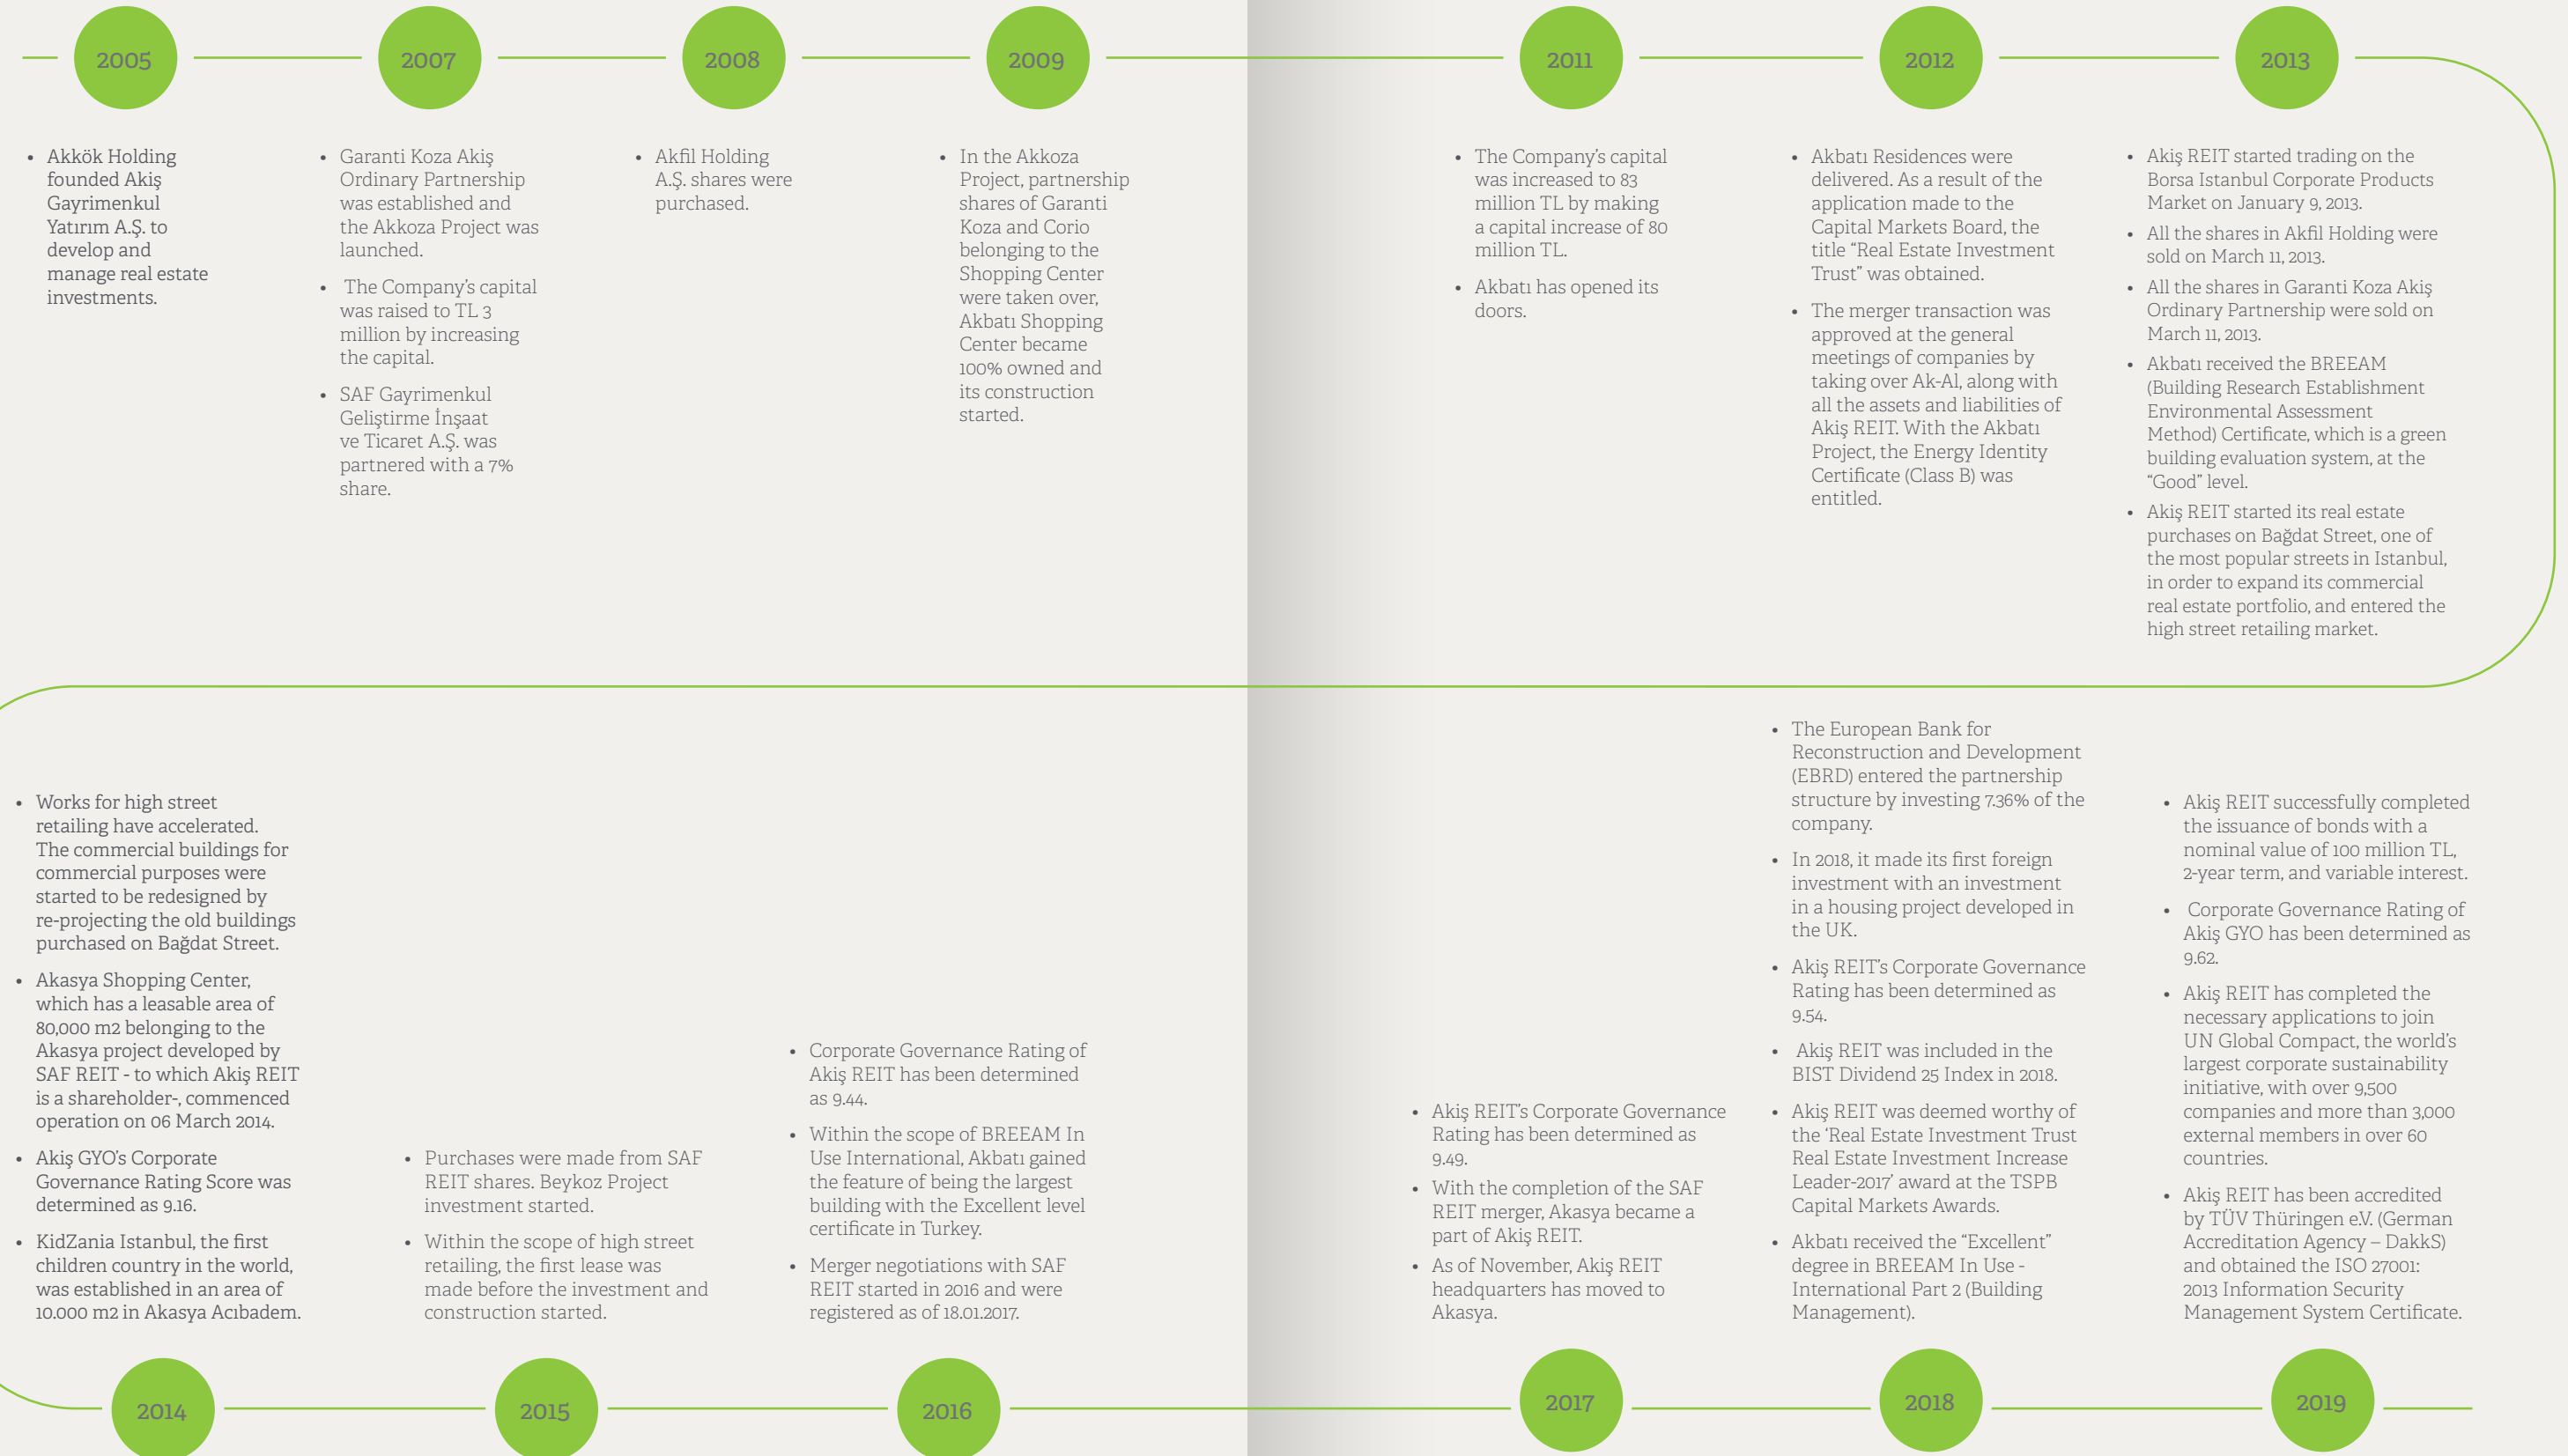 2005
• Akkök Holding
founded Akiş
Gayrimenkul
Yatırım A.Ş. to
develop and
manage real estate
investments.
2007
• Garanti Koza Akiş
Ordinary Partnership
was established and
the Akkoza Project was
launched.
• The Company's capital
was raised to TL 3
million by increasing
the capital.
• SAF Gayrimenkul
Geliştirme İnşaat
ve Ticaret A.Ş. was
partnered with a 7%
share.
2008
• Akfil Holding
A.Ş. shares were
purchased.
2009
• In the Akkoza
Project, partnership
shares of Garanti
Koza and Corio
belonging to the
Shopping Center
were taken over,
Akbatı Shopping
Center became
100% owned and
its construction
started.
2011
• The Company's capital
was increased to 83
million TL by making
a capital increase of 80
million TL.
• Akbatı has opened its
doors.
2012
• Akbatı Residences were
delivered. As a result of the
application made to the
Capital Markets Board, the
title “Real Estate Investment
Trust” was obtained.
• The merger transaction was
approved at the general
meetings of companies by
taking over Ak-Al, along with
all the assets and liabilities of
Akiş REIT. With the Akbatı
Project, the Energy Identity
Certificate (Class B) was
entitled.
2013
• Akiş REIT started trading on the
Borsa Istanbul Corporate Products
Market on January 9, 2013.
• All the shares in Akfil Holding were
sold on March 11, 2013.
• All the shares in Garanti Koza Akiş
Ordinary Partnership were sold on
March 11, 2013.
• Akbatı received the BREEAM
(Building Research Establishment
Environmental Assessment
Method) Certificate, which is a green
building evaluation system, at the
“Good” level.
• Akiş REIT started its real estate
purchases on Bağdat Street, one of
the most popular streets in Istanbul,
in order to expand its commercial
real estate portfolio, and entered the
high street retailing market.
• Works for high street
retailing have accelerated.
The commercial buildings for
commercial purposes were
started to be redesigned by
re-projecting the old buildings
purchased on Bağdat Street.
• Akasya Shopping Center,
which has a leasable area of
80,000 m2 belonging to the
Akasya project developed by
SAF REIT - to which Akiş REIT
is a shareholder-, commenced
operation on 06 March 2014.
• Akiş GYO's Corporate
Governance Rating Score was
determined as 9.16.
• KidZania Istanbul, the first
children country in the world,
was established in an area of
10.000 m2 in Akasya Acıbadem.
2014
• Purchases were made from SAF
REIT shares. Beykoz Project
investment started.
• Within the scope of high street
retailing, the first lease was
made before the investment and
construction started.
2015
• Corporate Governance Rating of
Akiş REIT has been determined
as 9.44.
• Within the scope of BREEAM In
Use International, Akbatı gained
the feature of being the largest
building with the Excellent level
certificate in Turkey.
• Merger negotiations with SAF
REIT started in 2016 and were
registered as of 18.01.2017.
2016
• Akiş REIT's Corporate Governance
Rating has been determined as
9.49.
• With the completion of the SAF
REIT merger, Akasya became a
part of Akiş REIT.
• As of November, Akiş REIT
headquarters has moved to
Akasya.
2017
• The European Bank for
Reconstruction and Development
(EBRD) entered the partnership
structure by investing 7.36% of the
company.
• In 2018, it made its first foreign
investment with an investment
in a housing project developed in
the UK.
• Akiş REIT's Corporate Governance
Rating has been determined as
9.54.
• Akiş REIT was included in the
BIST Dividend 25 Index in 2018.
• Akiş REIT was deemed worthy of
the ‘Real Estate Investment Trust
Real Estate Investment Increase
Leader-2017’ award at the TSPB
Capital Markets Awards.
• Akbatı received the “Excellent”
degree in BREEAM In Use -
International Part 2 (Building
Management).
2018
• Akiş REIT successfully completed
the issuance of bonds with a
nominal value of 100 million TL,
2-year term, and variable interest.
• Corporate Governance Rating of
Akiş GYO has been determined as
9.62.
• Akiş REIT has completed the
necessary applications to join
UN Global Compact, the world's
largest corporate sustainability
initiative, with over 9,500
companies and more than 3,000
external members in over 60
countries.
• Akiş REIT has been accredited
by TÜV Thüringen e.V. (German
Accreditation Agency – DakkS)
and obtained the ISO 27001:
2013 Information Security
Management System Certificate.
2019